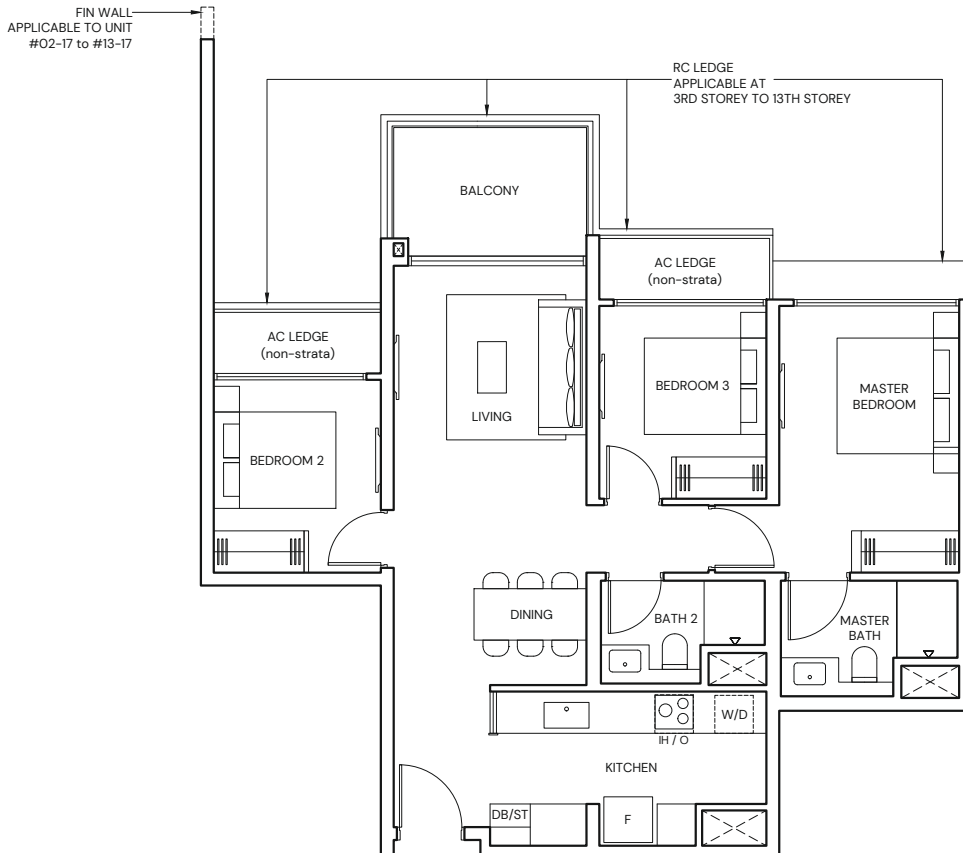 FIN WALL
APPLICABLE TO UNIT
#02-17 to #13-17
RC LEDGE
APPLICABLE AT
3RD STOREY TO 13TH STOREY
BALCONY
AC LEDGE
(non-strata)
AC LEDGE
(non-strata)
BEDROOM 3
MASTER
BEDROOM
LIVING
BEDROOM 2
DINING
BATH 2
MASTER
BATH
W/D
IH / O
KITCHEN
DB/ST
F